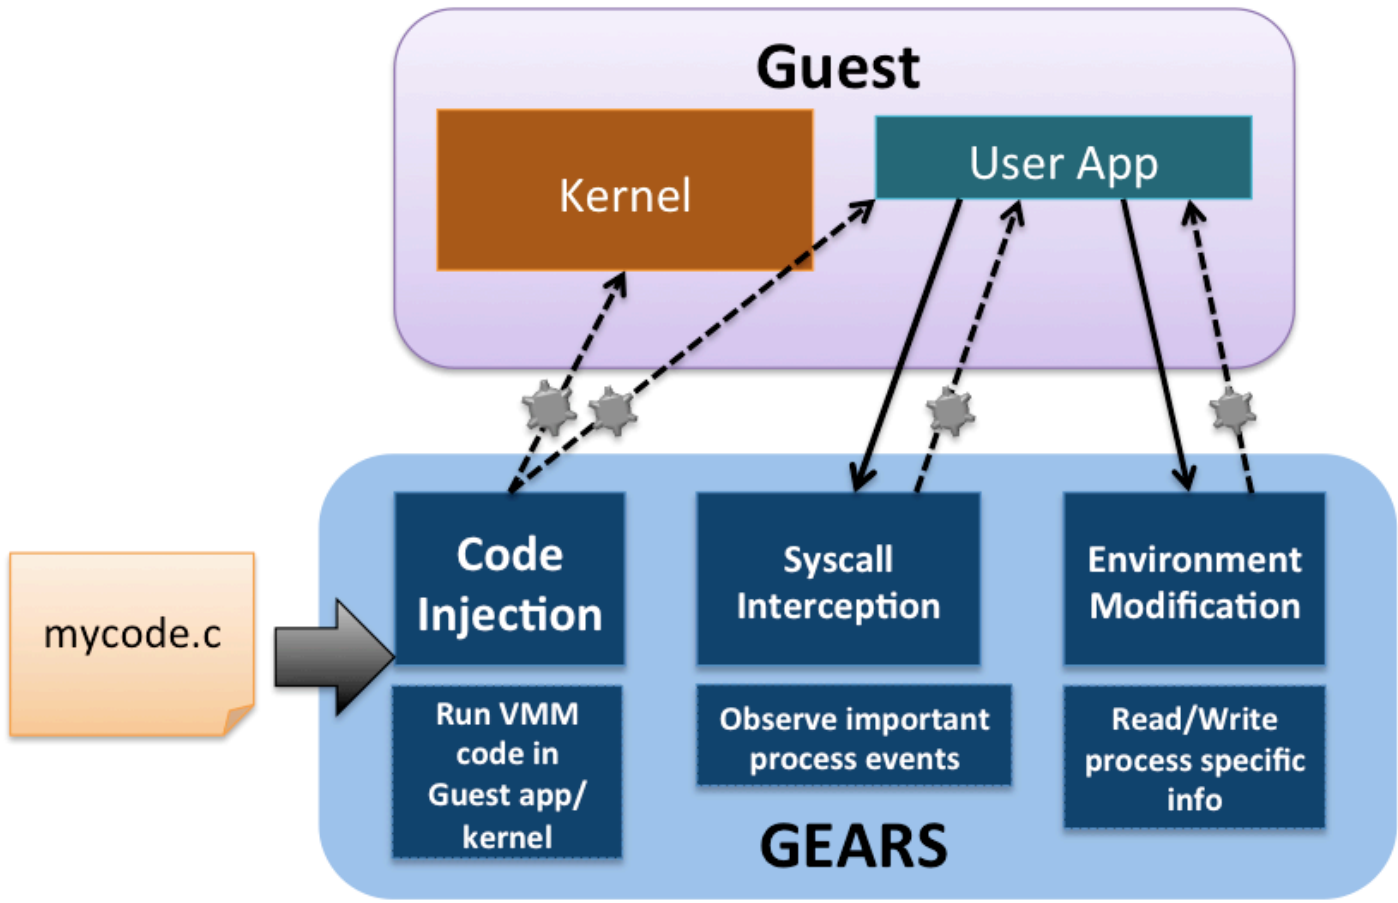 Guest
Kernel
User App
mycode.c
Code
Injection
Syscall
Interception
Environment
Modification
Run VMM
code in
Guest app/
kernel
Observe important
process events
Read/Write
process specific
info
GEARS